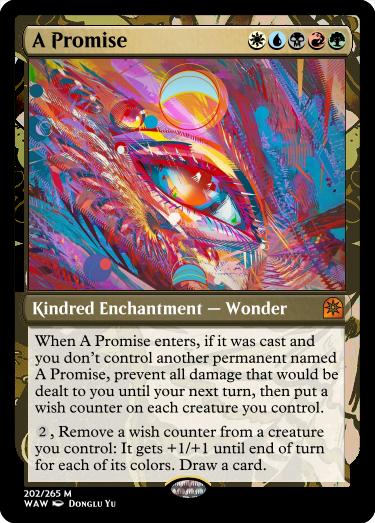 A Promise
Kindred Enchantment — Wonder
When A Promise enters, if it was cast and
you don't control another permanent named
A Promise, prevent all damage that would be
dealt to you until your next turn, then put a
wish counter on each creature you control.
2 , Remove a wish counter from a creature
you control: It gets +1/+1 until end of turn
for each of its colors. Draw a card.
202/265 M
WAW Donglu Yu